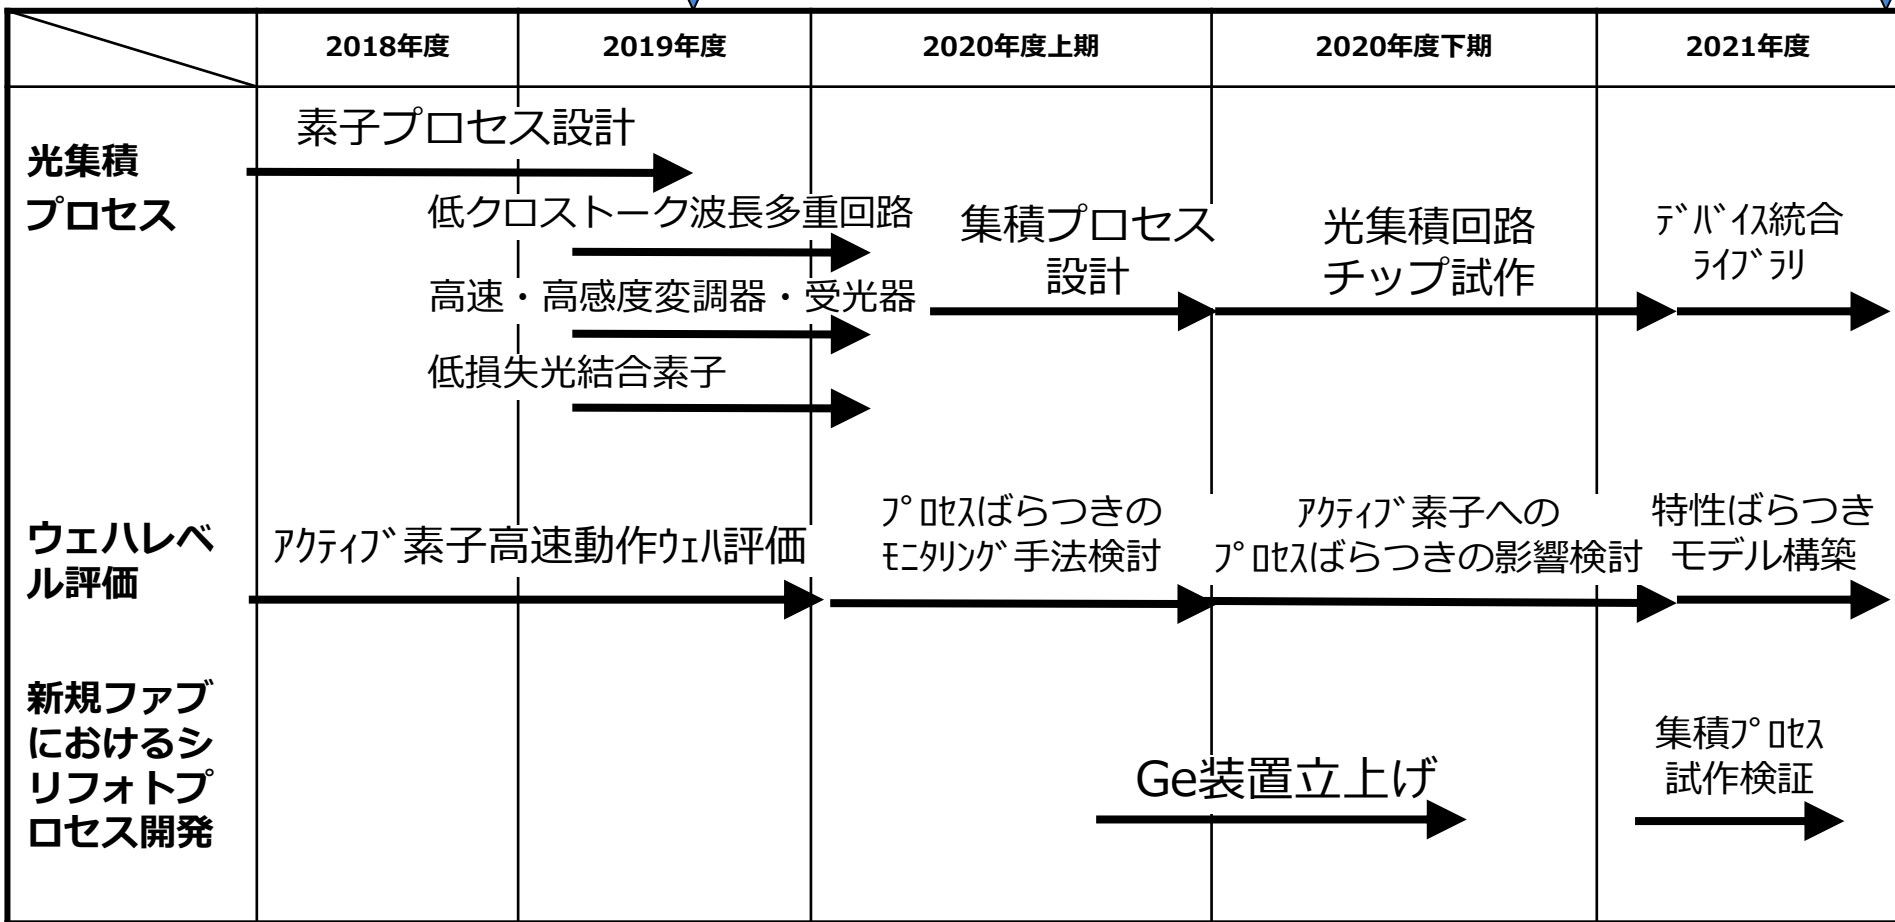 2018年度
2019年度
2020年度上期
2020年度下期
2021年度
光集積
プロセス
素子プロセス設計
低クロストーク波長多重回路
高速・高感度変調器・受光器
低損失光結合素子
集積プロセス
設計
光集積回路
チップ試作
ﾃﾞﾊﾞｲｽ統合
ﾗｲﾌﾞﾗﾘ
ウェハレベ
ル評価
ｱｸﾃｨﾌﾞ素子高速動作ｳｪﾊ評価
ﾌﾟﾛｾｽばらつきの
ﾓﾆﾀﾘﾝｸﾞ手法検討
ｱｸﾃｨﾌﾞ素子への
ﾌﾟﾛｾｽばらつきの影響検討
特性ばらつき
モデル構築
新規ファブ
におけるシ
リフォトプ
ロセス開発
Ge装置立上げ
集積ﾌﾟﾛｾｽ
試作検証